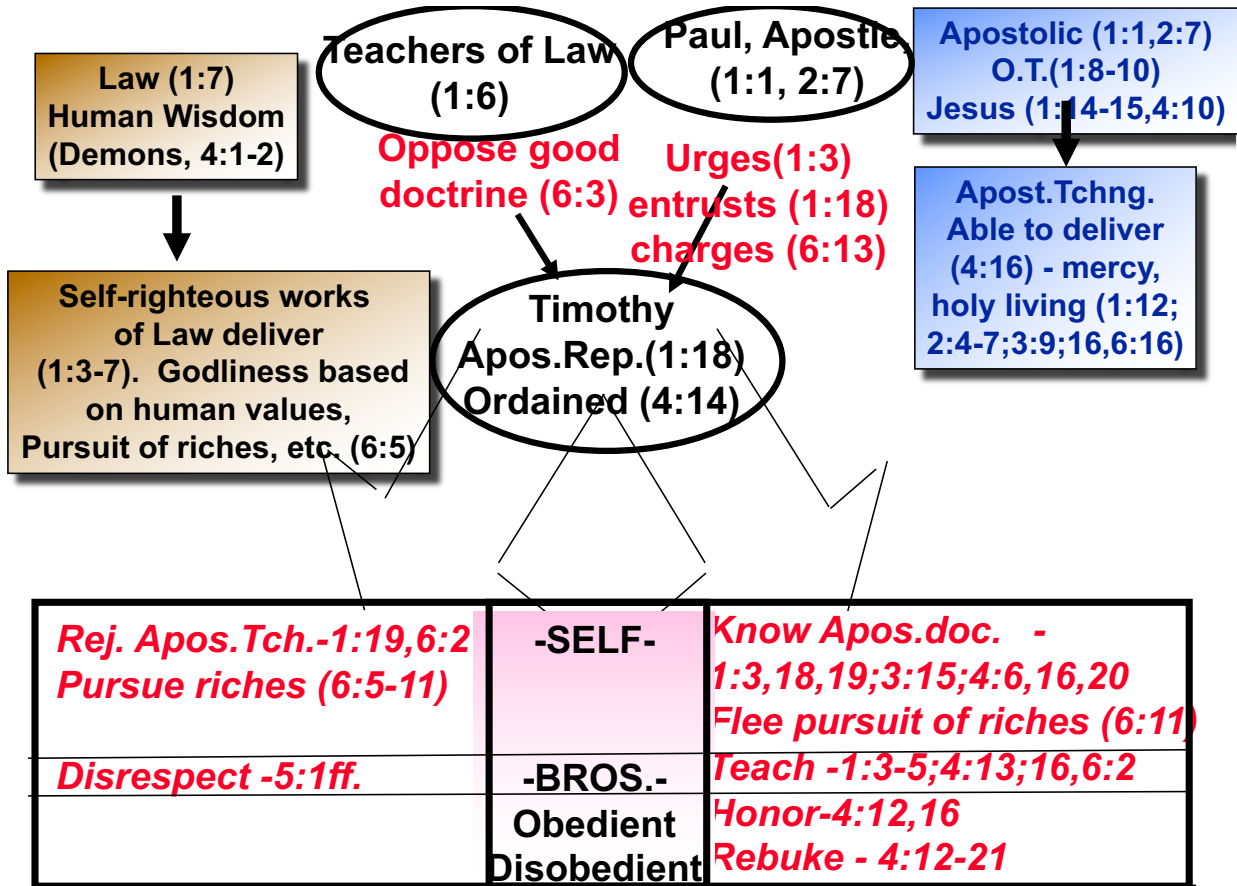 Law (1:7)
Human Wisdom
(Demons, 4:1-2)
Teachers of Law
(1:6)
Paul, Apostle,
(1:1, 2:7)
Apostolic (1:1,2:7)
O.T.(1:8-10)
Jesus (1:14-15,4:10)
Oppose good
doctrine (6:3)
Urges(1:3)
entrusts (1:18)
charges (6:13)
Apost.Tchng.
Able to deliver
(4:16) - mercy,
holy living (1:12;
2:4-7;3:9;16,6:16)
Self-righteous works
of Law deliver
(1:3-7). Godliness based
on human values,
Pursuit of riches, etc. (6:5)
Timothy
Apos.Rep.(1:18)
Ordained (4:14)
Rej. Apos.Tch.-1:19,6:2
Pursue riches (6:5-11)
-SELF-
Know Apos.doc. -
1:3,18,19;3:15;4:6,16,20
Flee pursuit of riches (6:11)
Disrespect -5:1ff.
-BROS.-
Obedient
Disobedient
Teach -1:3-5;4:13;16,6:2
Honor-4:12,16
Rebuke - 4:12-21